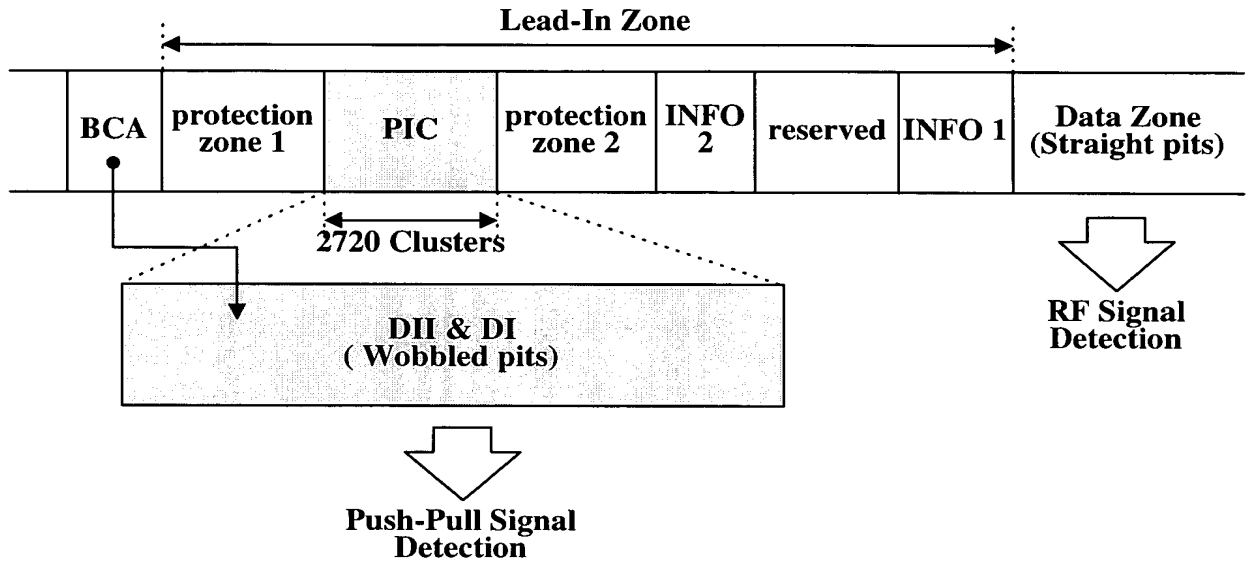 Lead-In Zone
BCA
protection
zone 1
PIC
protection
zone 2
INFO
2
reserved
INFO 1
Data Zone
(Straight pits)
2720 Clusters
DII & DI
( Wobbled pits)
RF Signal
Detection
Push-Pull Signal
Detection